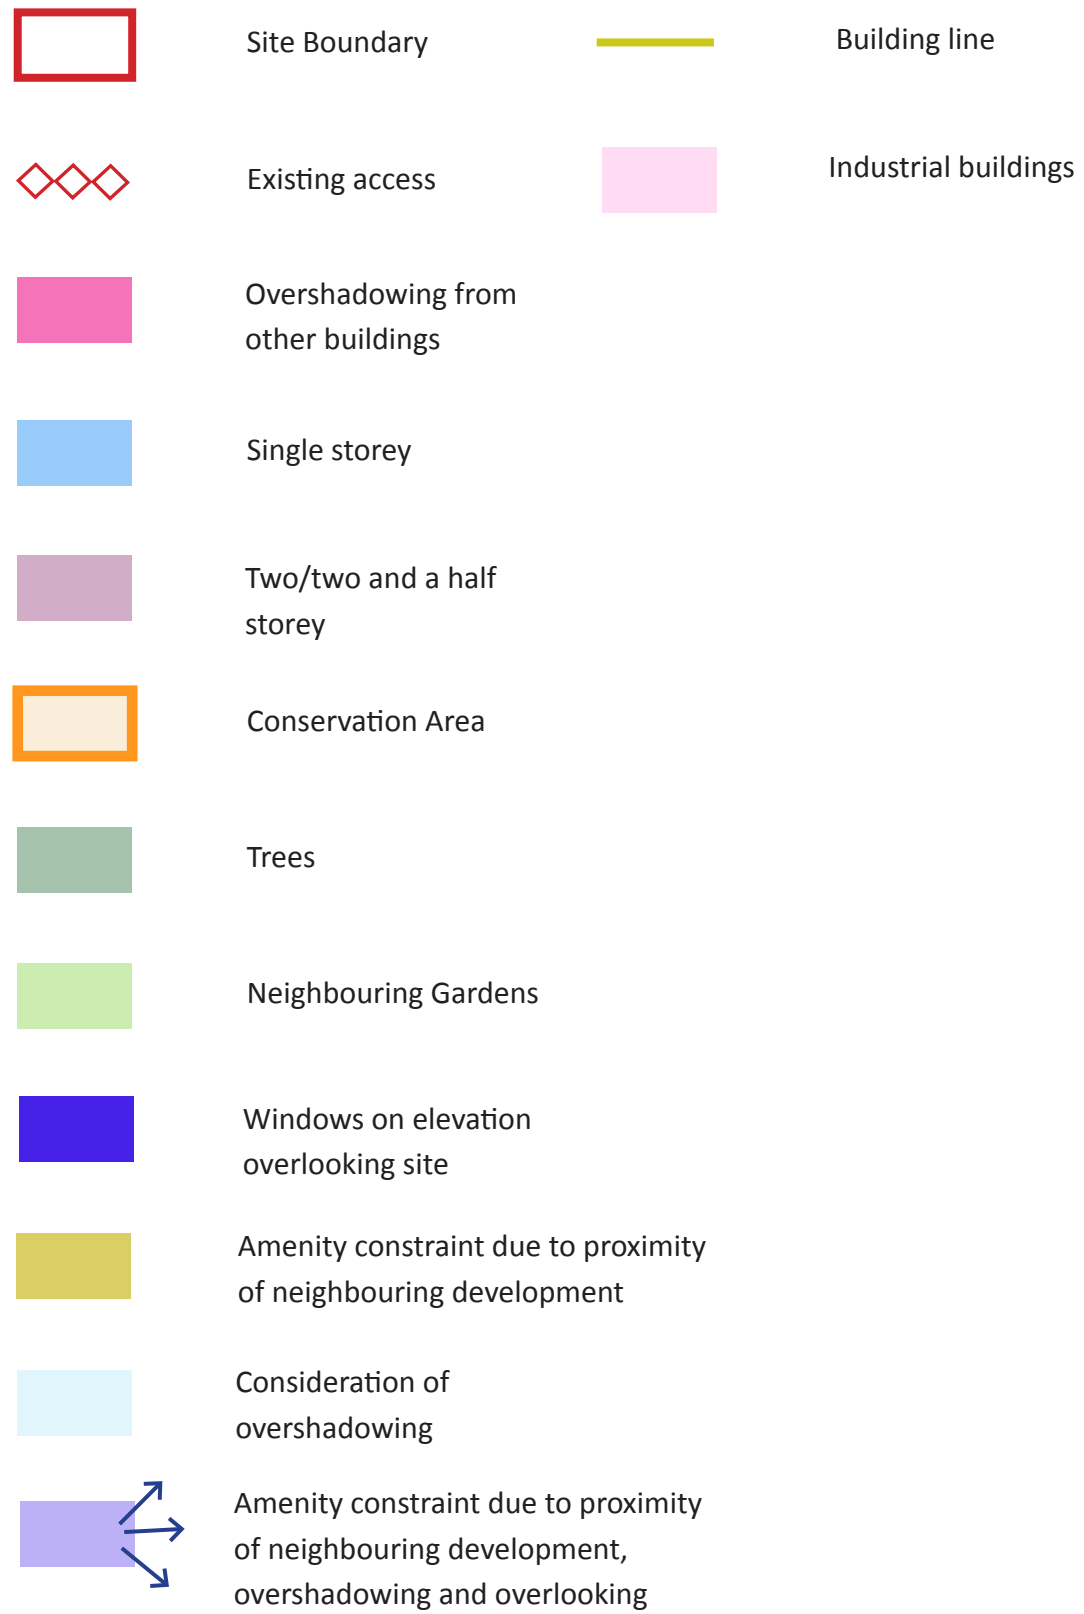 Site Boundary
Building line
Existing access
Industrial buildings
Overshadowing from
other buildings
Single storey
Two/two and a half
storey
Conservation Area
Trees
Neighbouring Gardens
Windows on elevation
overlooking site
Amenity constraint due to proximity
of neighbouring development
Consideration of
overshadowing
Amenity constraint due to proximity
of neighbouring development,
overshadowing and overlooking